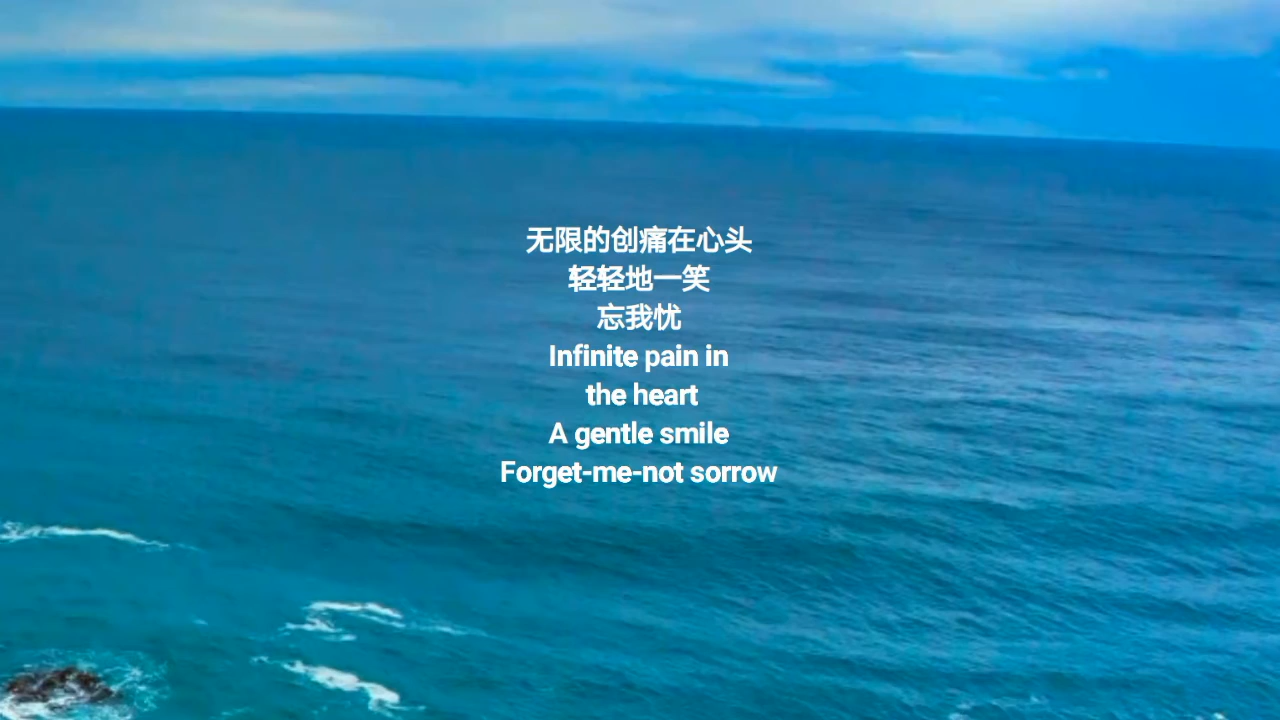 无限的创痛在心头
轻轻地一笑
忘我忧
Infinite pain in
the heart
A gentle smile
Forget-me-not sorrow